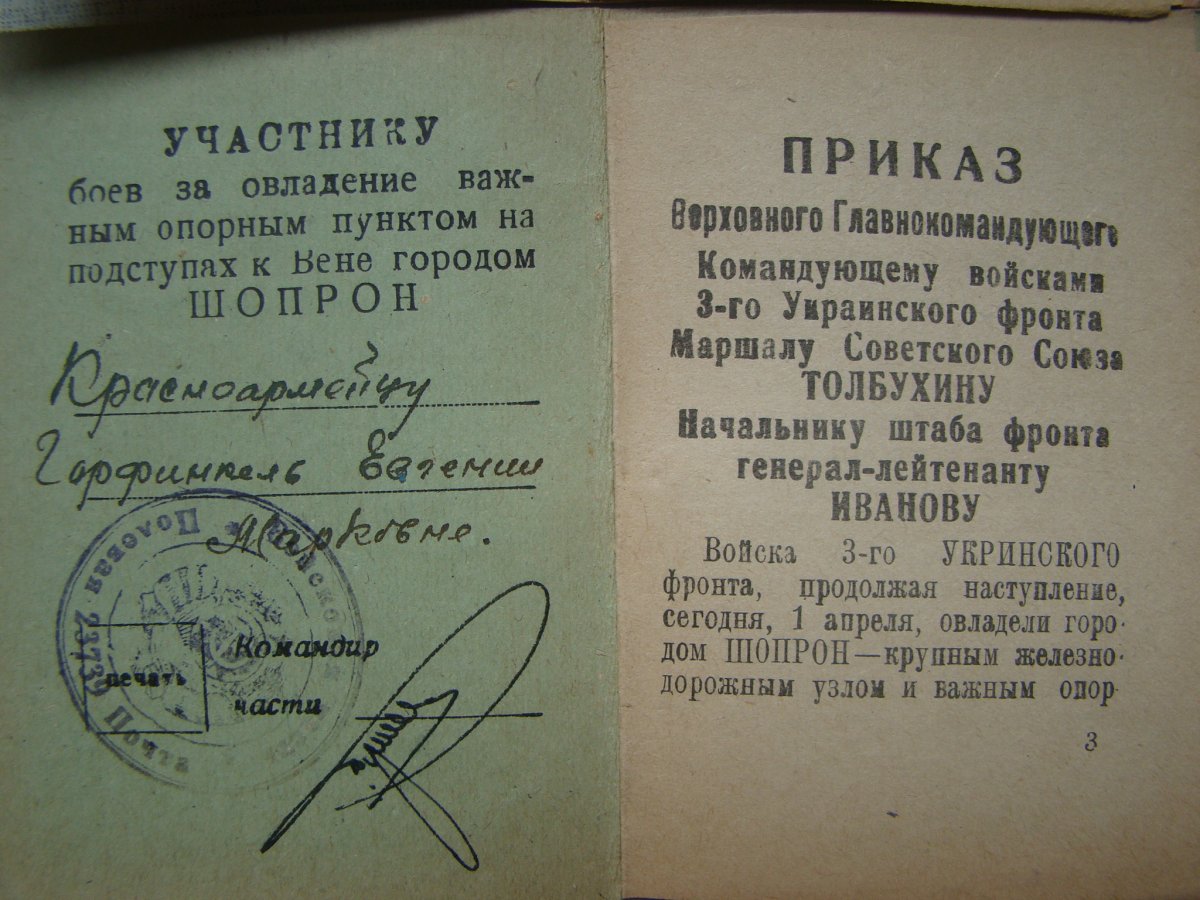 УЧАСТНИКУ
боев за овладение важ-
ным опорным пунктом на
подступах к Вене городом
ШОПРОН
Красноармейцу
Горфинкель Евгении
Марковне.
Полевая 23739 Почта
печать
Командир
части
ПРИКАЗ
Верховного Главнокомандующего
Командующему войсками
3-го Украинского фронта
Маршалу Советского Союза
ТОЛБУХИНУ
Начальнику штаба фронта
генерал-лейтенанту
ИВАНОВУ
Войска 3-го УКРИНСКОГО
фронта, продолжая наступление,
сегодня, 1 апреля, овладели горо-
дом ШОПРОН—крупным железно-
дорожным узлом и важным опор-
3